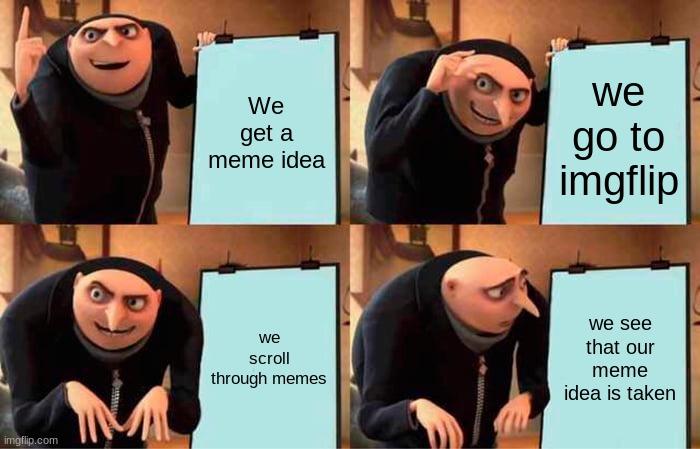 We
get a
meme idea
we
go to
imgflip
we
scroll
through memes
we see
that our
meme
idea is taken
imgflip.com